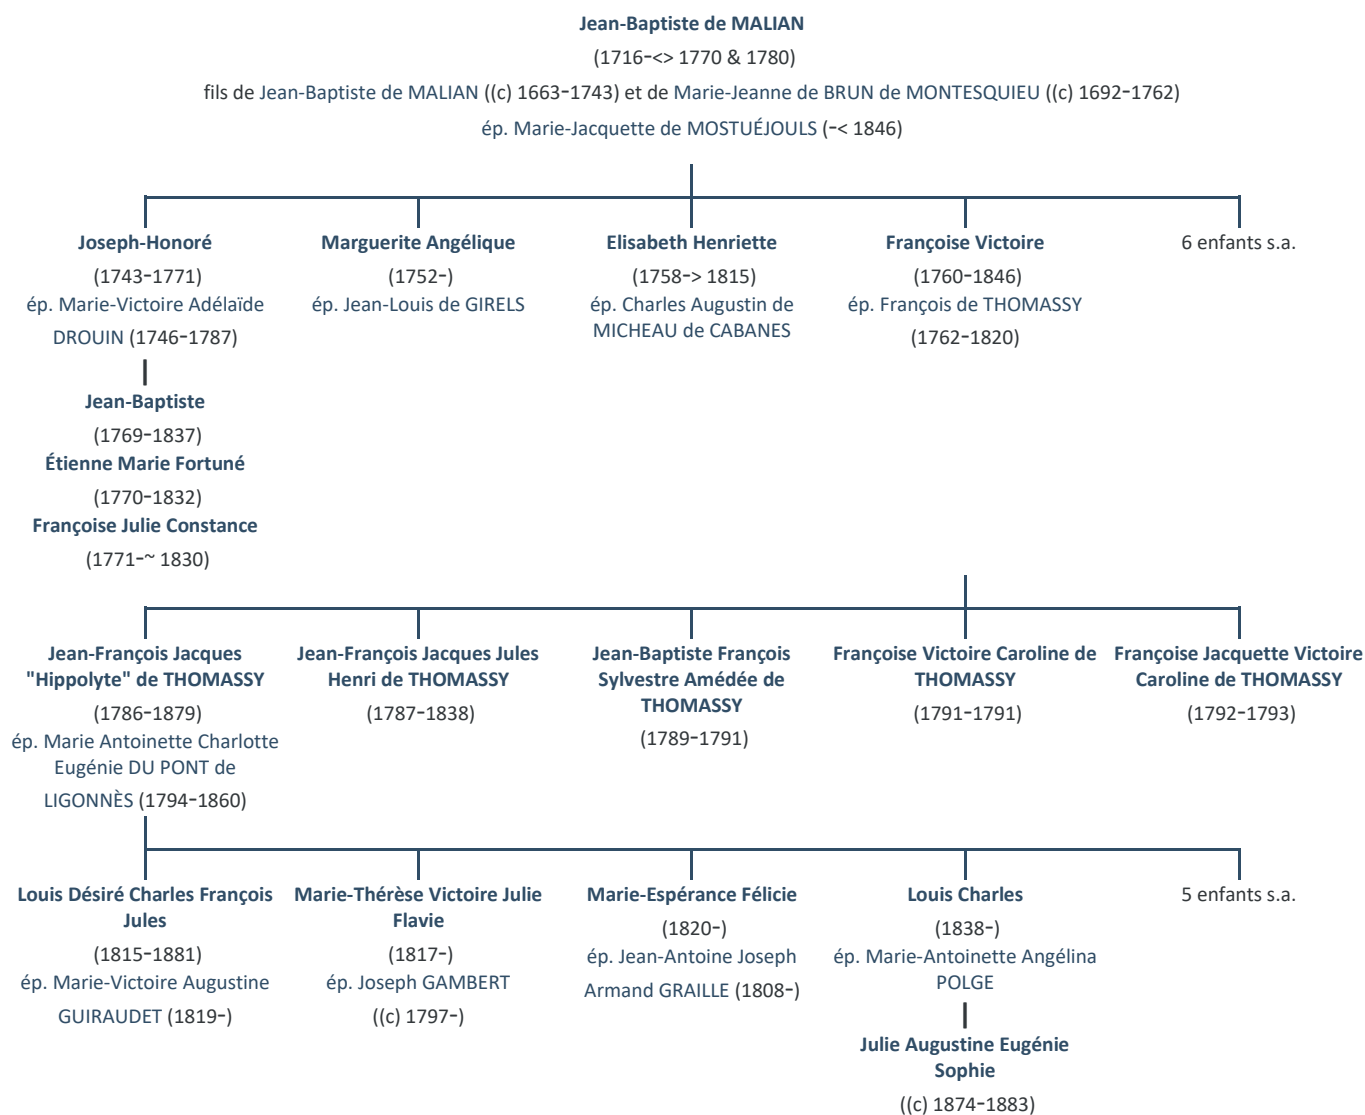 Jean-Baptiste de MALIAN
(1716-<> 1770 & 1780)
fils de Jean-Baptiste de MALIAN ((c) 1663-1743) et de Marie-Jeanne de BRUN de MONTESQUIEU ((c) 1692-1762)
ép. Marie-Jacquette de MOSTUÉJOULS (-< 1846)
Joseph-Honoré
(1743-1771)
ép. Marie-Victoire Adélaïde
DROUIN (1746-1787)
Marguerite Angélique
(1752-)
ép. Jean-Louis de GIRELS
Elisabeth Henriette
(1758-> 1815)
ép. Charles Augustin de
MICHEAU de CABANES
Françoise Victoire
(1760-1846)
ép. François de THOMASSY
(1762-1820)
6 enfants s.a.
Jean-Baptiste
(1769-1837)
Étienne Marie Fortuné
(1770-1832)
Françoise Julie Constance
(1771-~ 1830)
Jean-François Jacques
"Hippolyte" de THOMASSY
(1786-1879)
ép. Marie Antoinette Charlotte
Eugénie DU PONT de
LIGONNÈS (1794-1860)
Jean-François Jacques Jules
Henri de THOMASSY
(1787-1838)
Jean-Baptiste François
Sylvestre Amédée de
THOMASSY
(1789-1791)
Françoise Victoire Caroline de
THOMASSY
(1791-1791)
Françoise Jacquette Victoire
Caroline de THOMASSY
(1792-1793)
Louis Désiré Charles François
Jules
(1815-1881)
ép. Marie-Victoire Augustine
GUIRAUDET (1819-)
Marie-Thérèse Victoire Julie
Flavie
(1817-)
ép. Joseph GAMBERT
((c) 1797-)
Marie-Espérance Félicie
(1820-)
ép. Jean-Antoine Joseph
Armand GRAILLE (1808-)
Louis Charles
(1838-)
ép. Marie-Antoinette Angélina
POLGE
5 enfants s.a.
Julie Augustine Eugénie
Sophie
((c) 1874-1883)